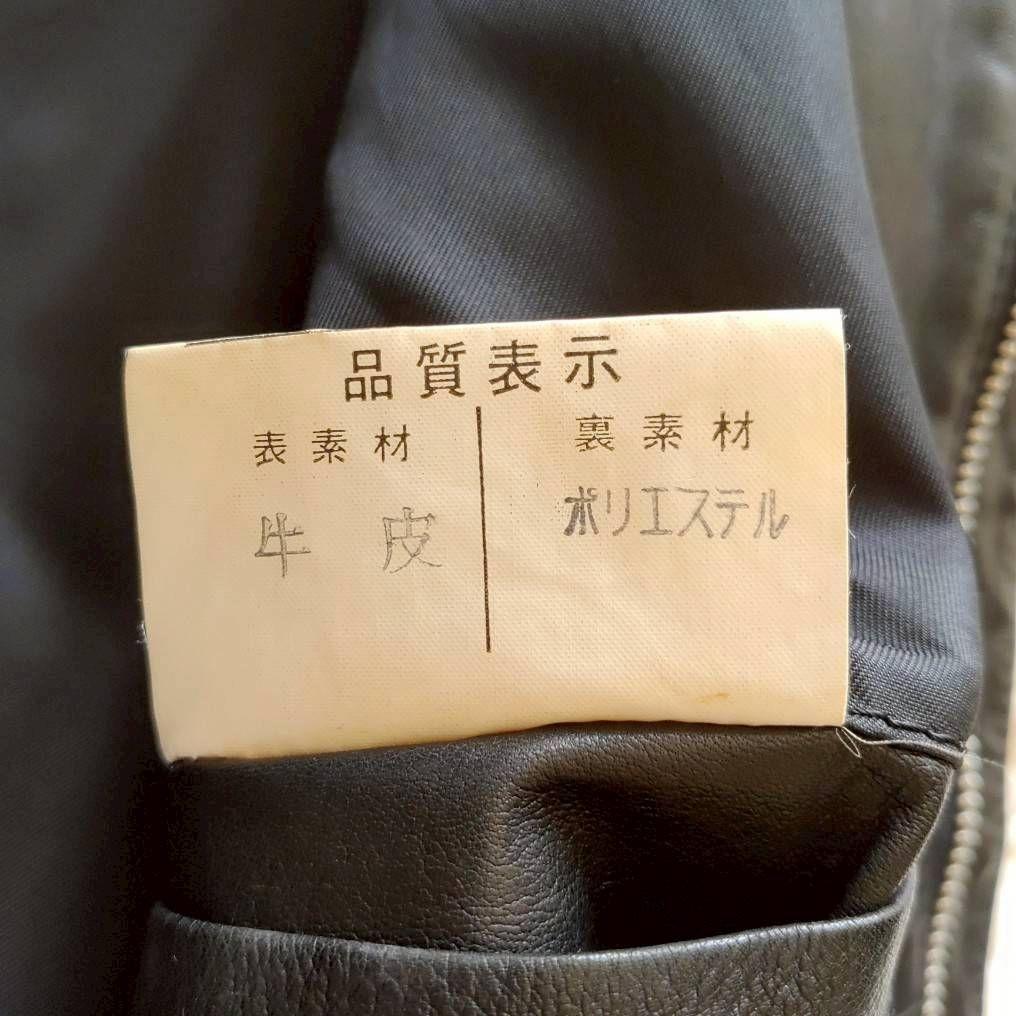 品質表示
表素材
裏素材
牛皮
ポリエステル